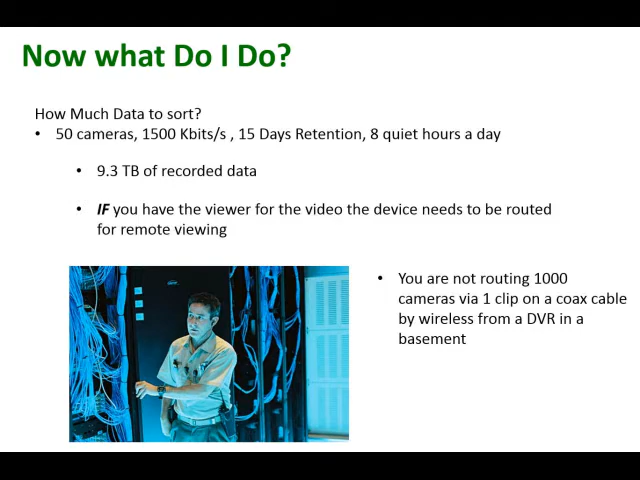 Now what Do I Do?
How Much Data to sort?
• 50 cameras, 1500 Kbits/s , 15 Days Retention, 8 quiet hours a day
• 9.3 TB of recorded data
• IF you have the viewer for the video the device needs to be routed
for remote viewing
• You are not routing 1000
cameras via 1 clip on a coax cable
by wireless from a DVR in a
basement